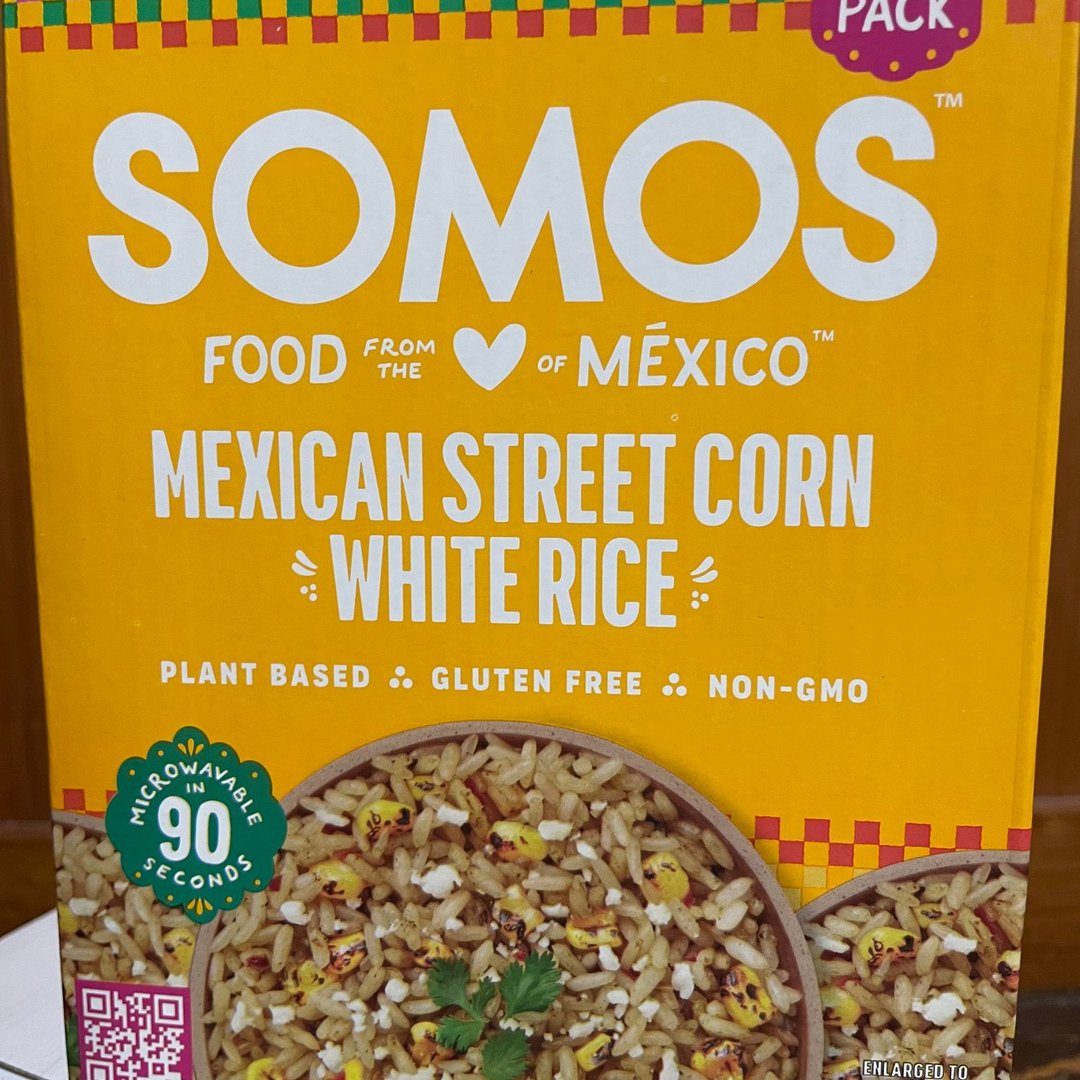 PACK
SOMOS™
FOOD FROM THE OF MÉXICO™
MEXICAN STREET CORN
WHITE RICE
PLANT BASED GLUTEN FREE NON-GMO
MICROWAVABLE
IN
90
SECONDS
ENLARGED TO